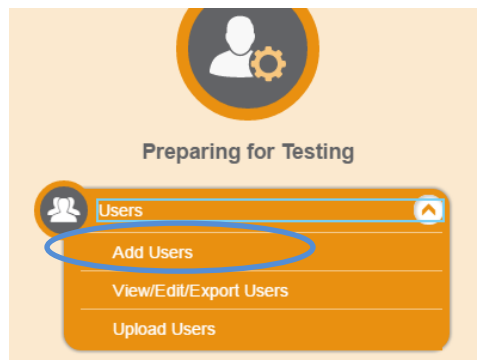 Preparing for Testing
Users
Add Users
View/Edit/Export Users
Upload Users